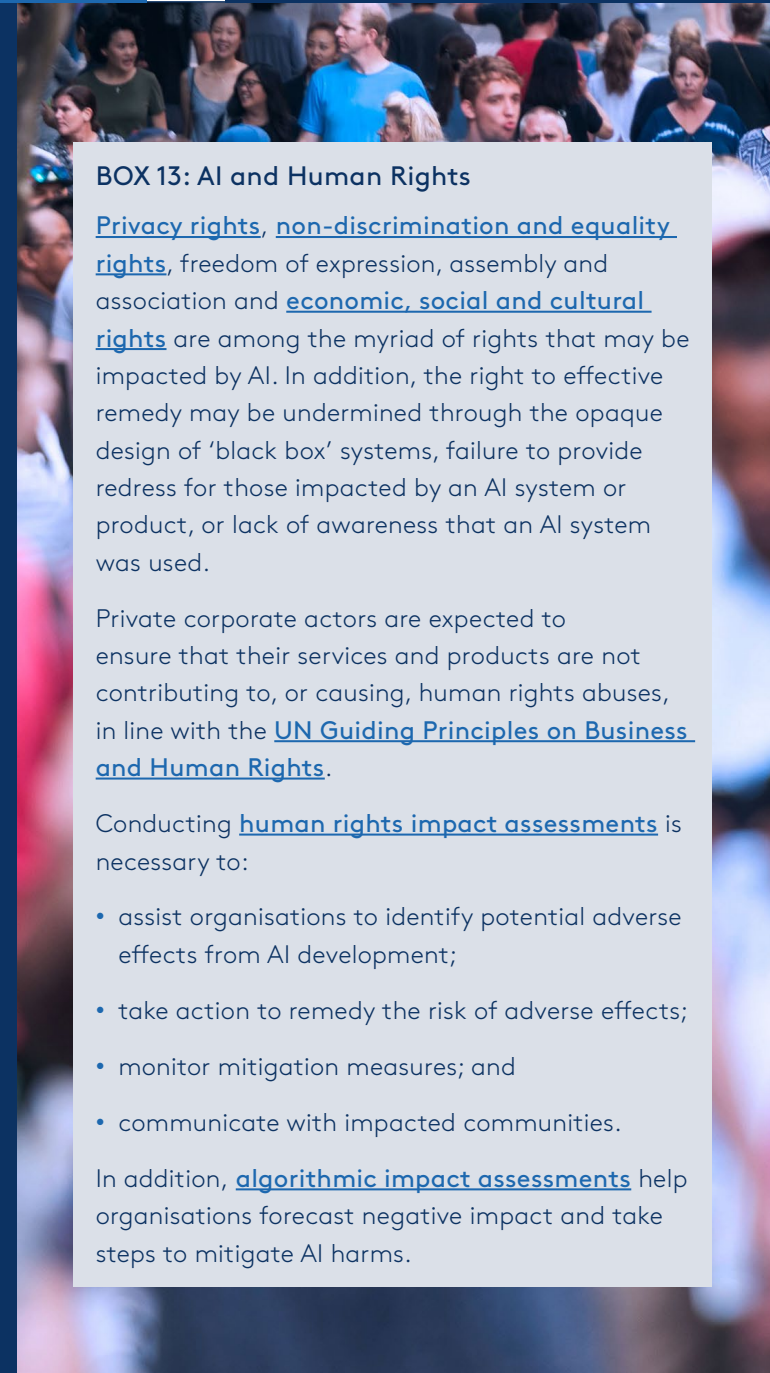 BOX 13: AI and Human Rights
Privacy rights, non-discrimination and equality
rights, freedom of expression, assembly and
association and economic, social and cultural
rights are among the myriad of rights that may be
impacted by AI. In addition, the right to effective
remedy may be undermined through the opaque
design of ‘black box’ systems, failure to provide
redress for those impacted by an AI system or
product, or lack of awareness that an AI system
was used.
Private corporate actors are expected to
ensure that their services and products are not
contributing to, or causing, human rights abuses,
in line with the UN Guiding Principles on Business
and Human Rights.
Conducting human rights impact assessments is
necessary to:
• assist organisations to identify potential adverse
effects from AI development;
• take action to remedy the risk of adverse effects;
• monitor mitigation measures; and
• communicate with impacted communities.
In addition, algorithmic impact assessments help
organisations forecast negative impact and take
steps to mitigate AI harms.